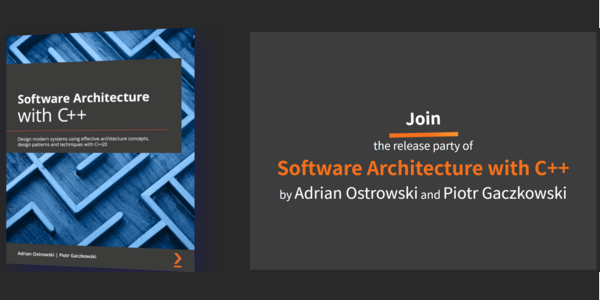 Software Architecture
with C++
Design modern systems using effective architecture concepts,
design patterns and techniques with C++20
Adrian Ostrowski | Piotr Gaczkowski
Join
the release party of
Software Architecture with C++
by Adrian Ostrowski and Piotr Gaczkowski